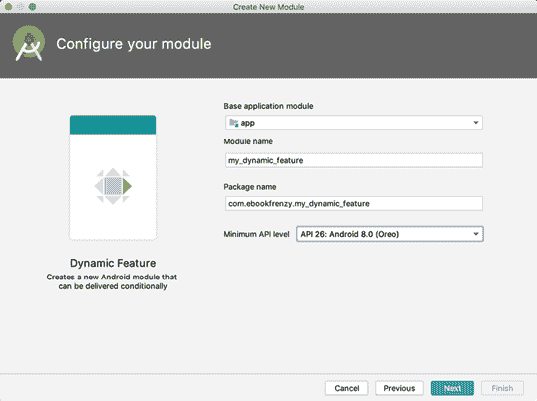 Create New Module
Configure your module
Base application module
app
Module name
my_dynamic_feature
Package name
com.ebookfrenzy.my_dynamic_feature
Minimum API level
API 26: Android 8.0 (Oreo)
Dynamic Feature
Creates a new Android module that
can be delivered conditionally
Cancel
Previous
Next
Finish